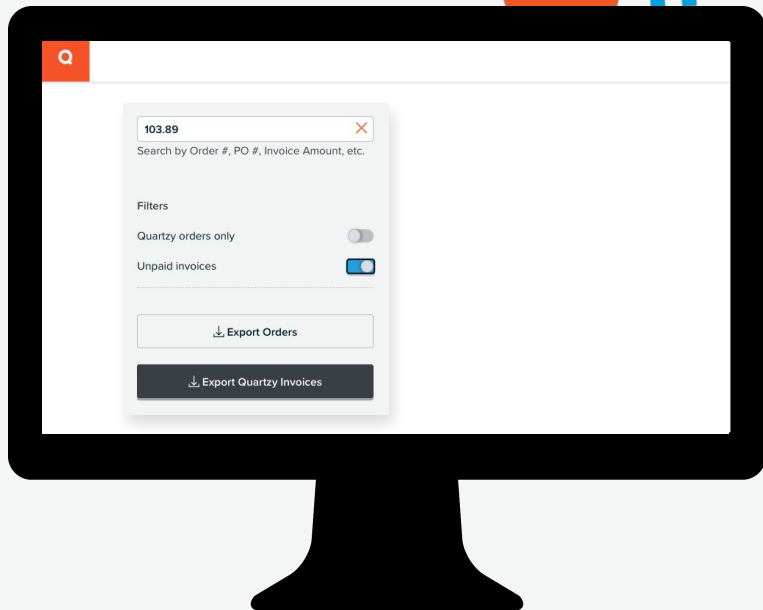 Q
103.89
Search by Order #, PO #, Invoice Amount, etc.
Filters
Quartzy orders only
Unpaid invoices
Export Orders
Export Quartzy Invoices